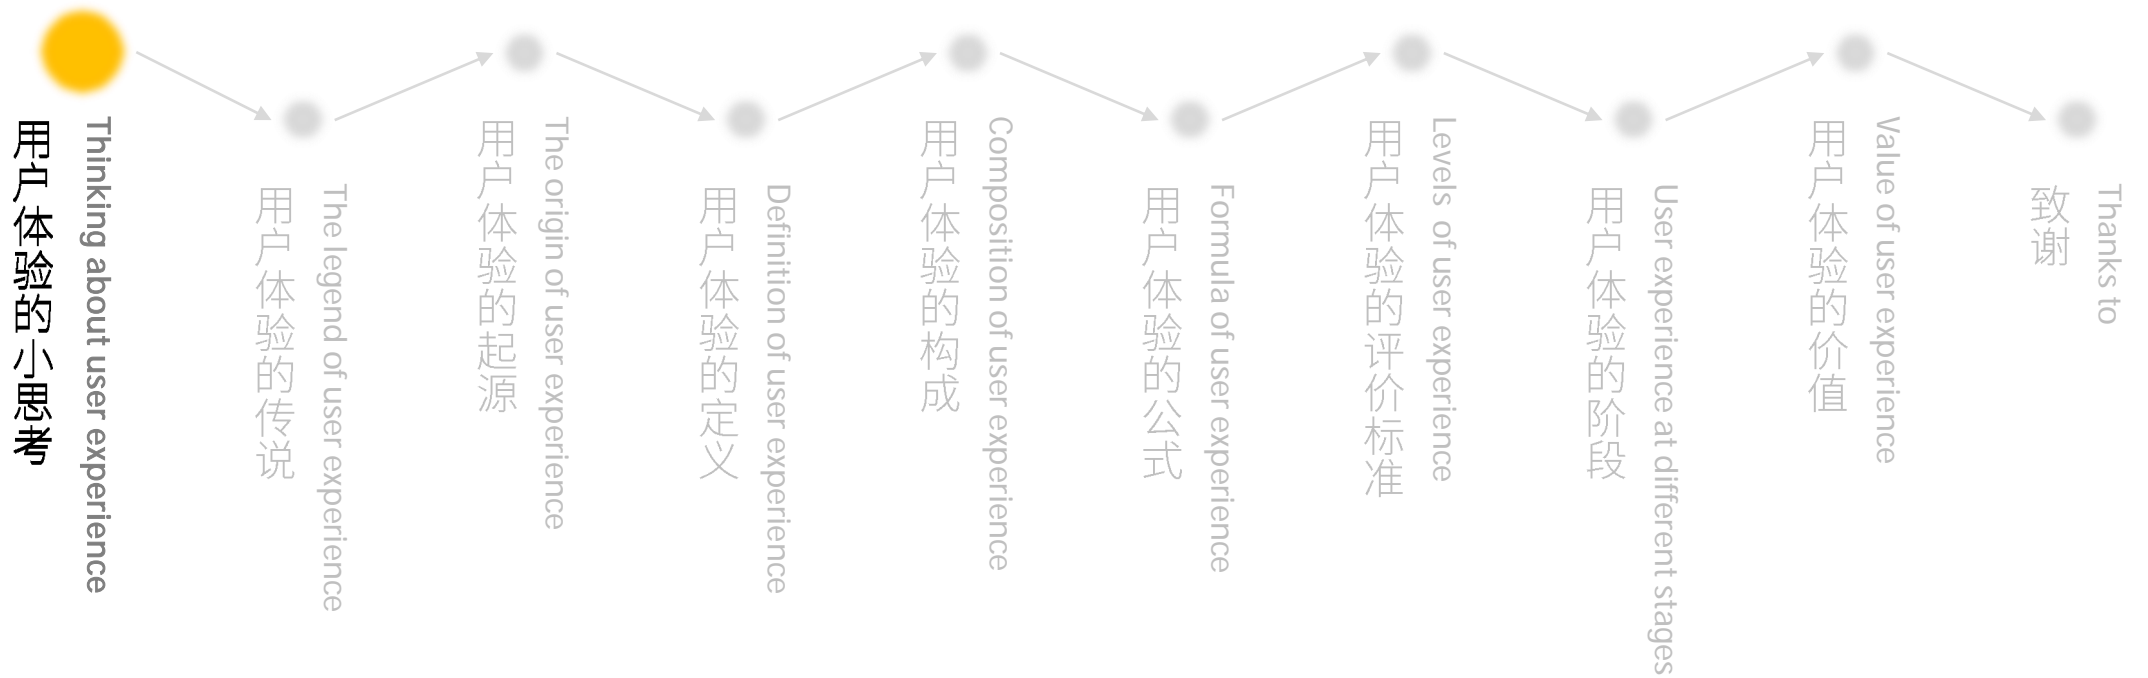 用户体验的小思考
Thinking about user experience
用户体验的传说
The legend of user experience
用户体验的起源
The origin of user experience
用户体验的定义
Definition of user experience
用户体验的构成
Composition of user experience
用户体验的公式
Formula of user experience
用户体验的评价标准
Levels of user experience
用户体验的阶段
User experience at different stages
用户体验的价值
Value of user experience
致谢
Thanks to